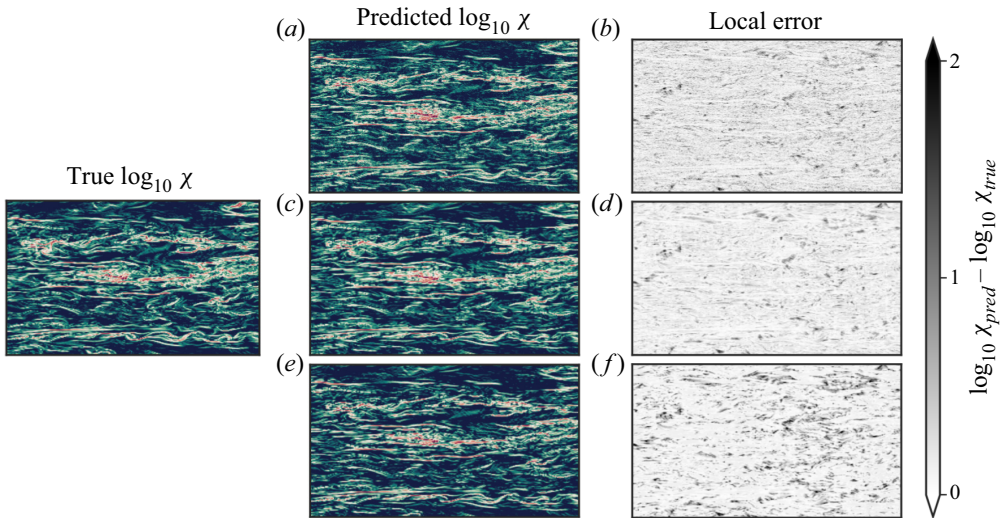 Predicted log₁₀ χ
Local error
(a)
(b)
True log₁₀ χ
(c)
(d)
(e)
(f)
2
1
0
log₁₀ χ_pred − log₁₀ χ_true